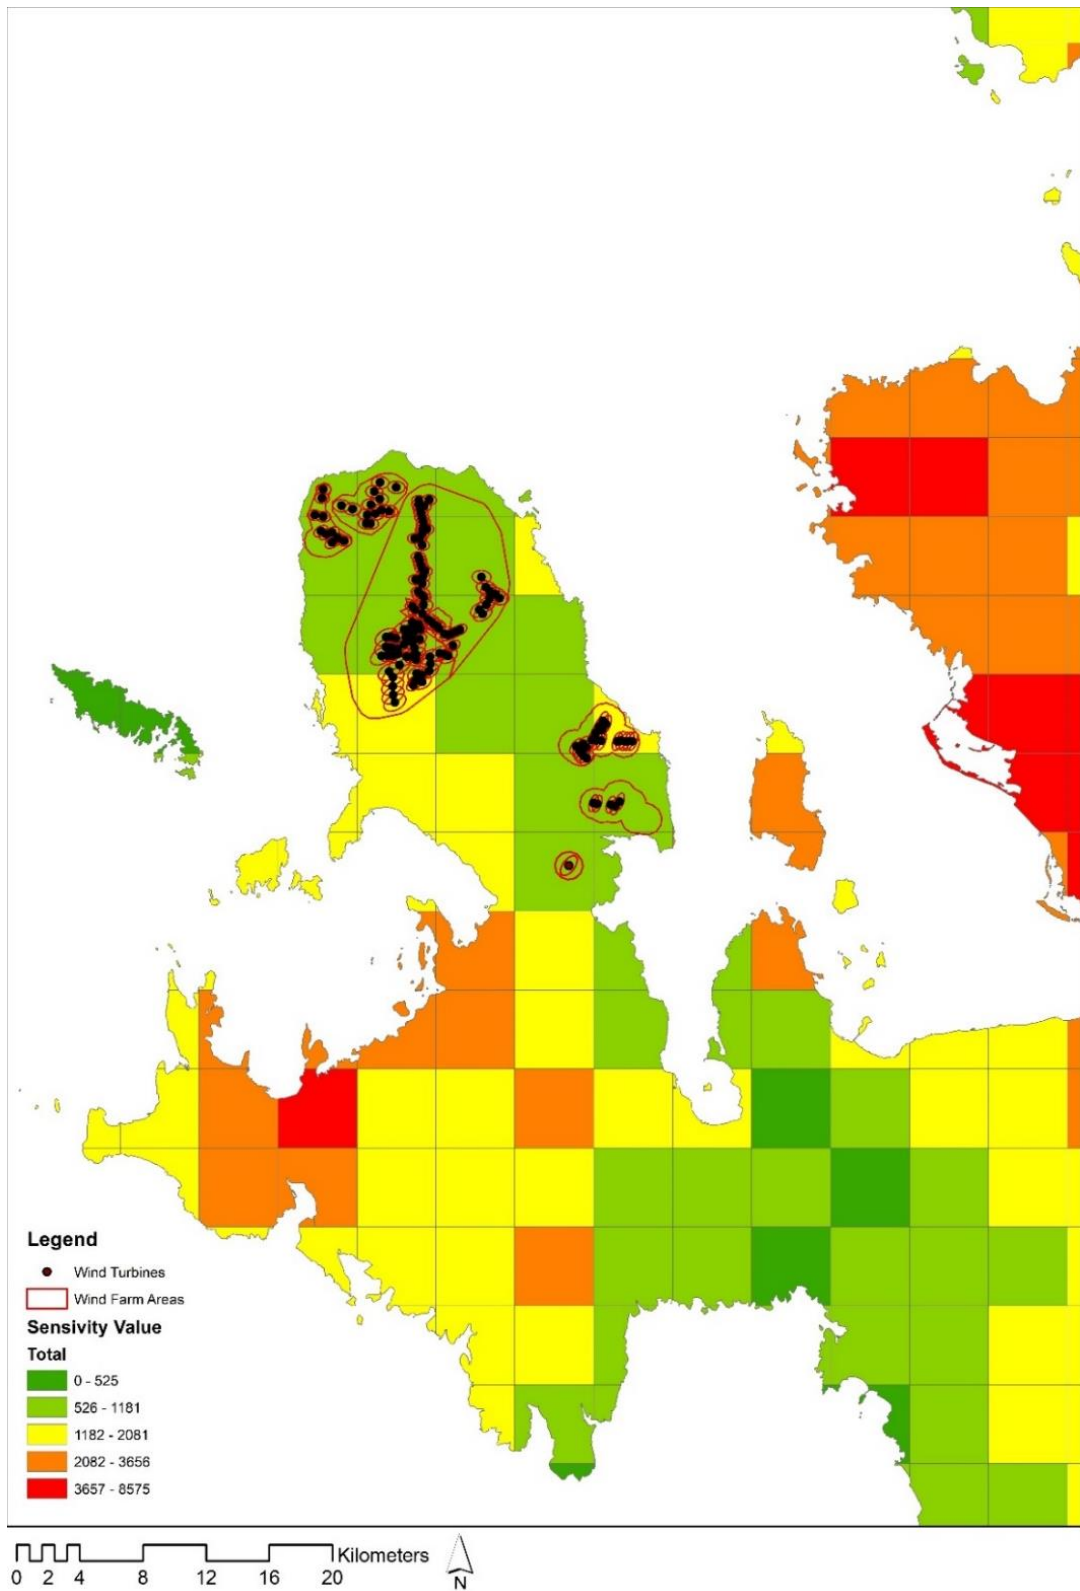 Legend
Wind Turbines
Wind Farm Areas
Sensivity Value
Total
0 - 525
526 - 1181
1182 - 2081
2082 - 3656
3657 - 8575
Kilometers
0 2 4 8 12 16 20
N